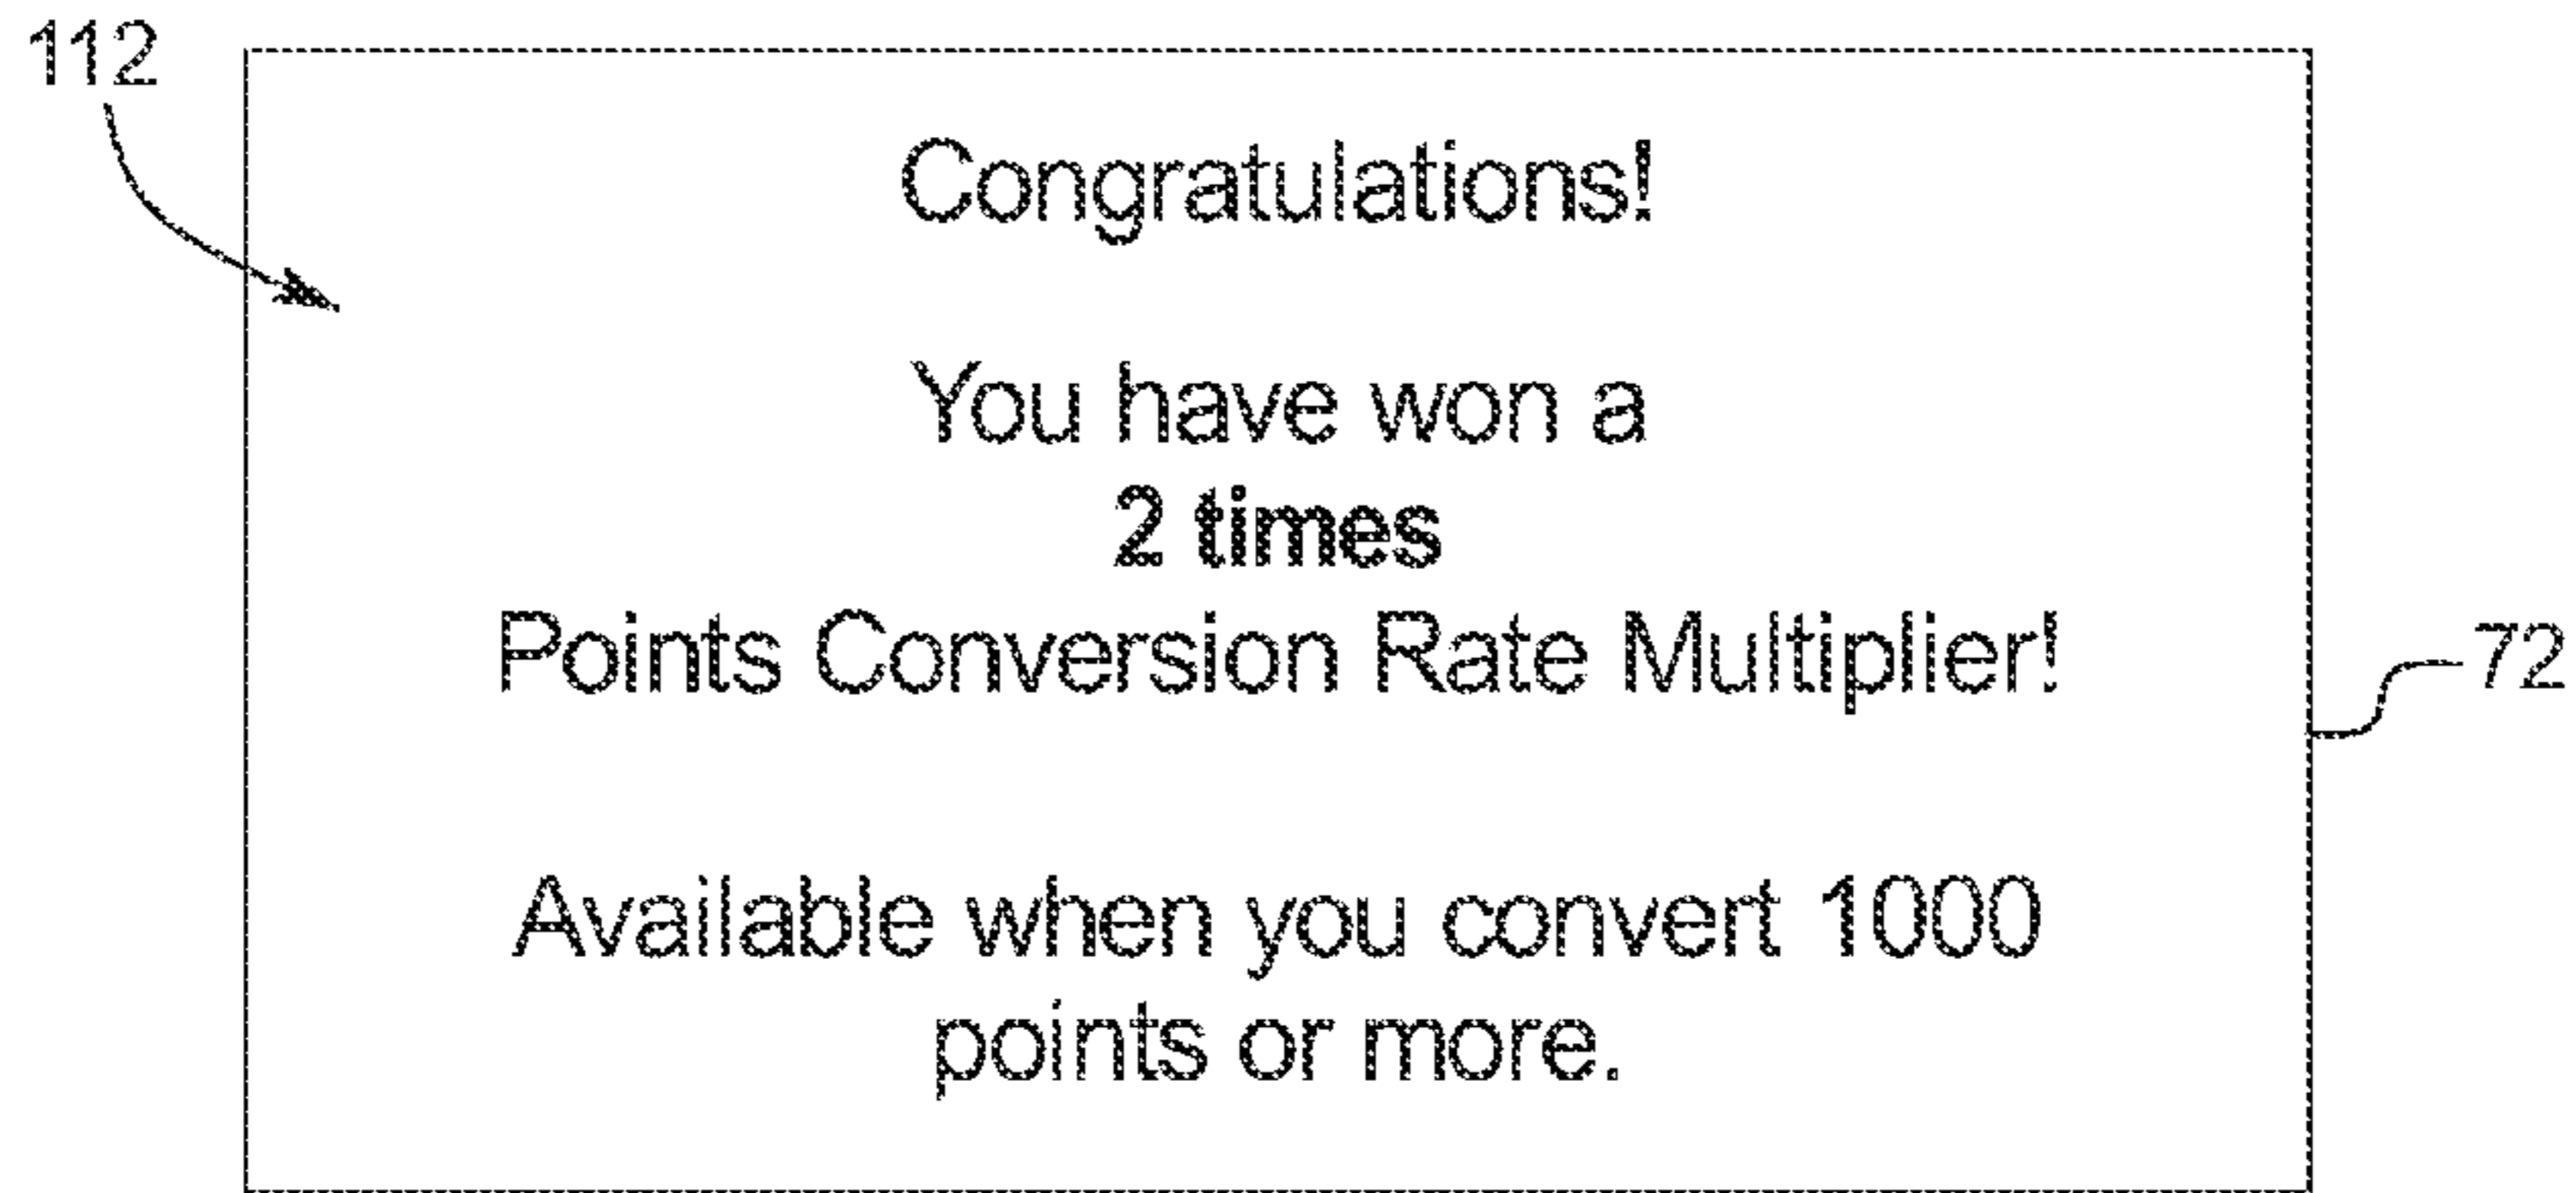 112
Congratulations!
You have won a
2 times
Points Conversion Rate Multiplier!
72
Available when you convert 1000
points or more.